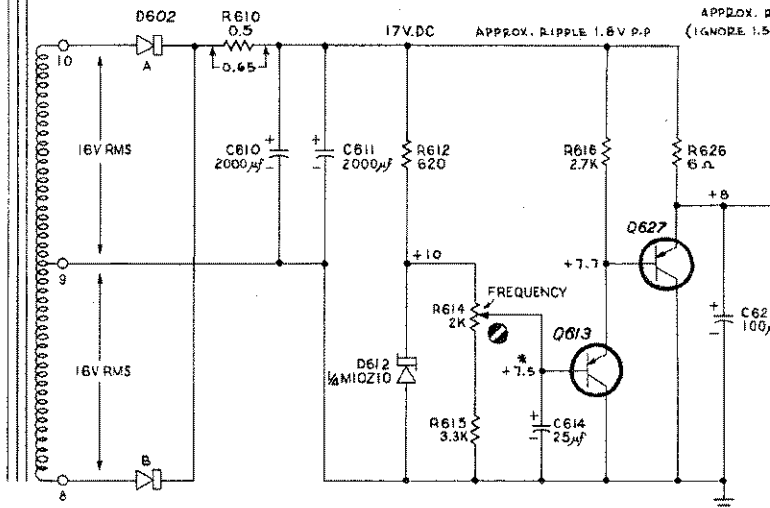 D602
R610
0.5
0.65
A
10
17V.DC
APPROX. RIPPLE 1.8V P.P
APPROX. R
(IGNORE 1.5
16V RMS
C610
2000µf
C611
2000µf
R612
620
R616
2.7K
R626
6 Ω
+8
Q627
9
+10
+7.7
FREQUENCY
R614
2K
Q613
C62
100µ
16V RMS
D612
¼M10Z10
*
+7.5
R615
3.3K
C614
25µf
B
8